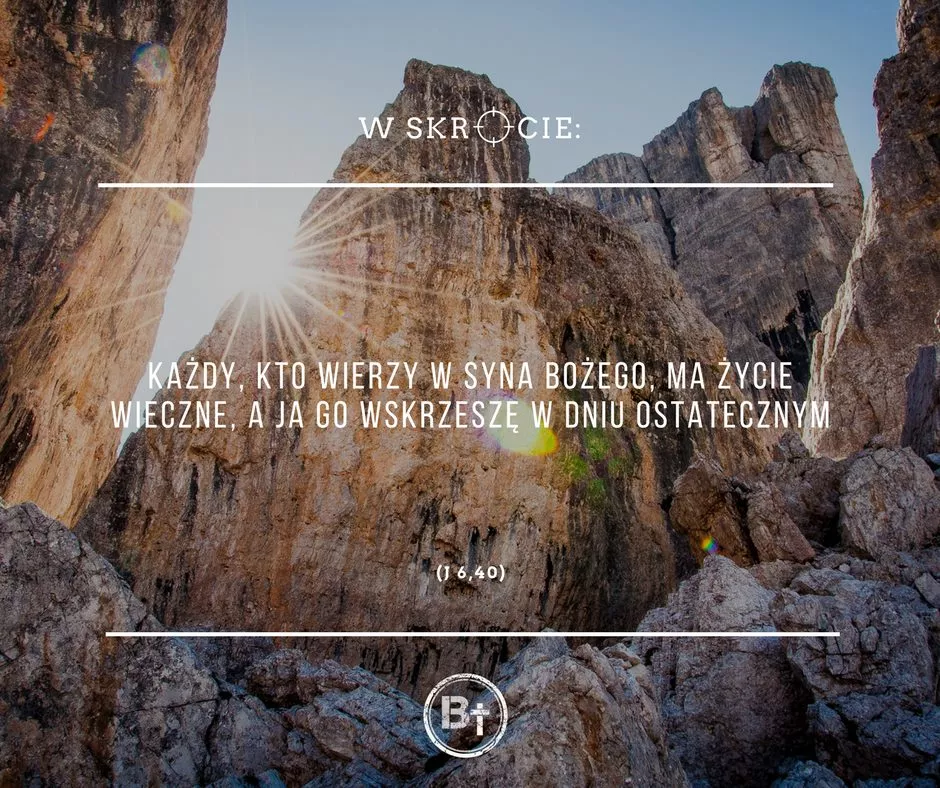 W SKRÓCIE:
KAŻDY, KTO WIERZY W SYNA BOŻEGO, MA ŻYCIE
WIECZNE, A JA GO WSKRZESZĘ W DNIU OSTATECZNYM
(J 6,40)
B†